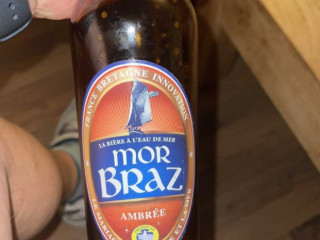 FRANCE BRETAGNE INNOVATION
LA BIÈRE À L'EAU DE MER
MOR
BRAZ
AMBRÉE